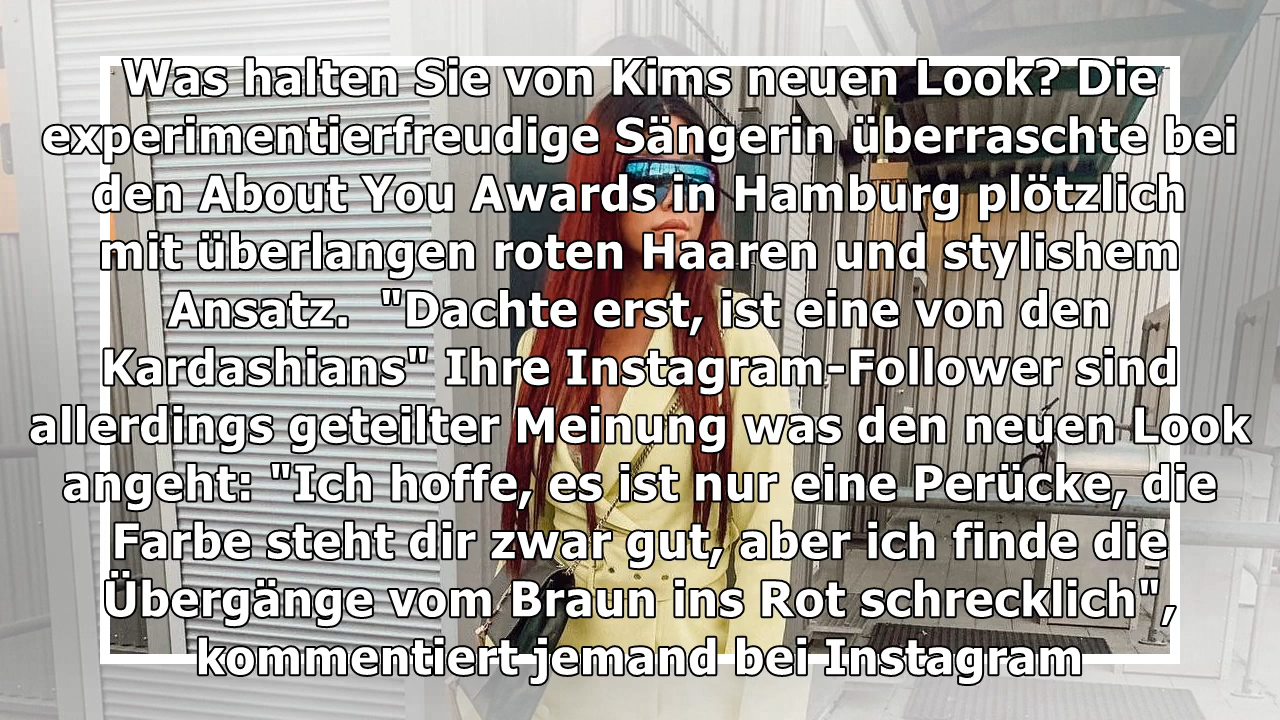 Was halten Sie von Kims neuen Look? Die
experimentierfreudige Sängerin überraschte bei
den About You Awards in Hamburg plötzlich
mit überlangen roten Haaren und stylishem
Ansatz.  "Dachte erst, ist eine von den
Kardashians" Ihre Instagram-Follower sind
allerdings geteilter Meinung was den neuen Look
angeht: "Ich hoffe, es ist nur eine Perücke, die
Farbe steht dir zwar gut, aber ich finde die
Übergänge vom Braun ins Rot schrecklich",
kommentiert jemand bei Instagram